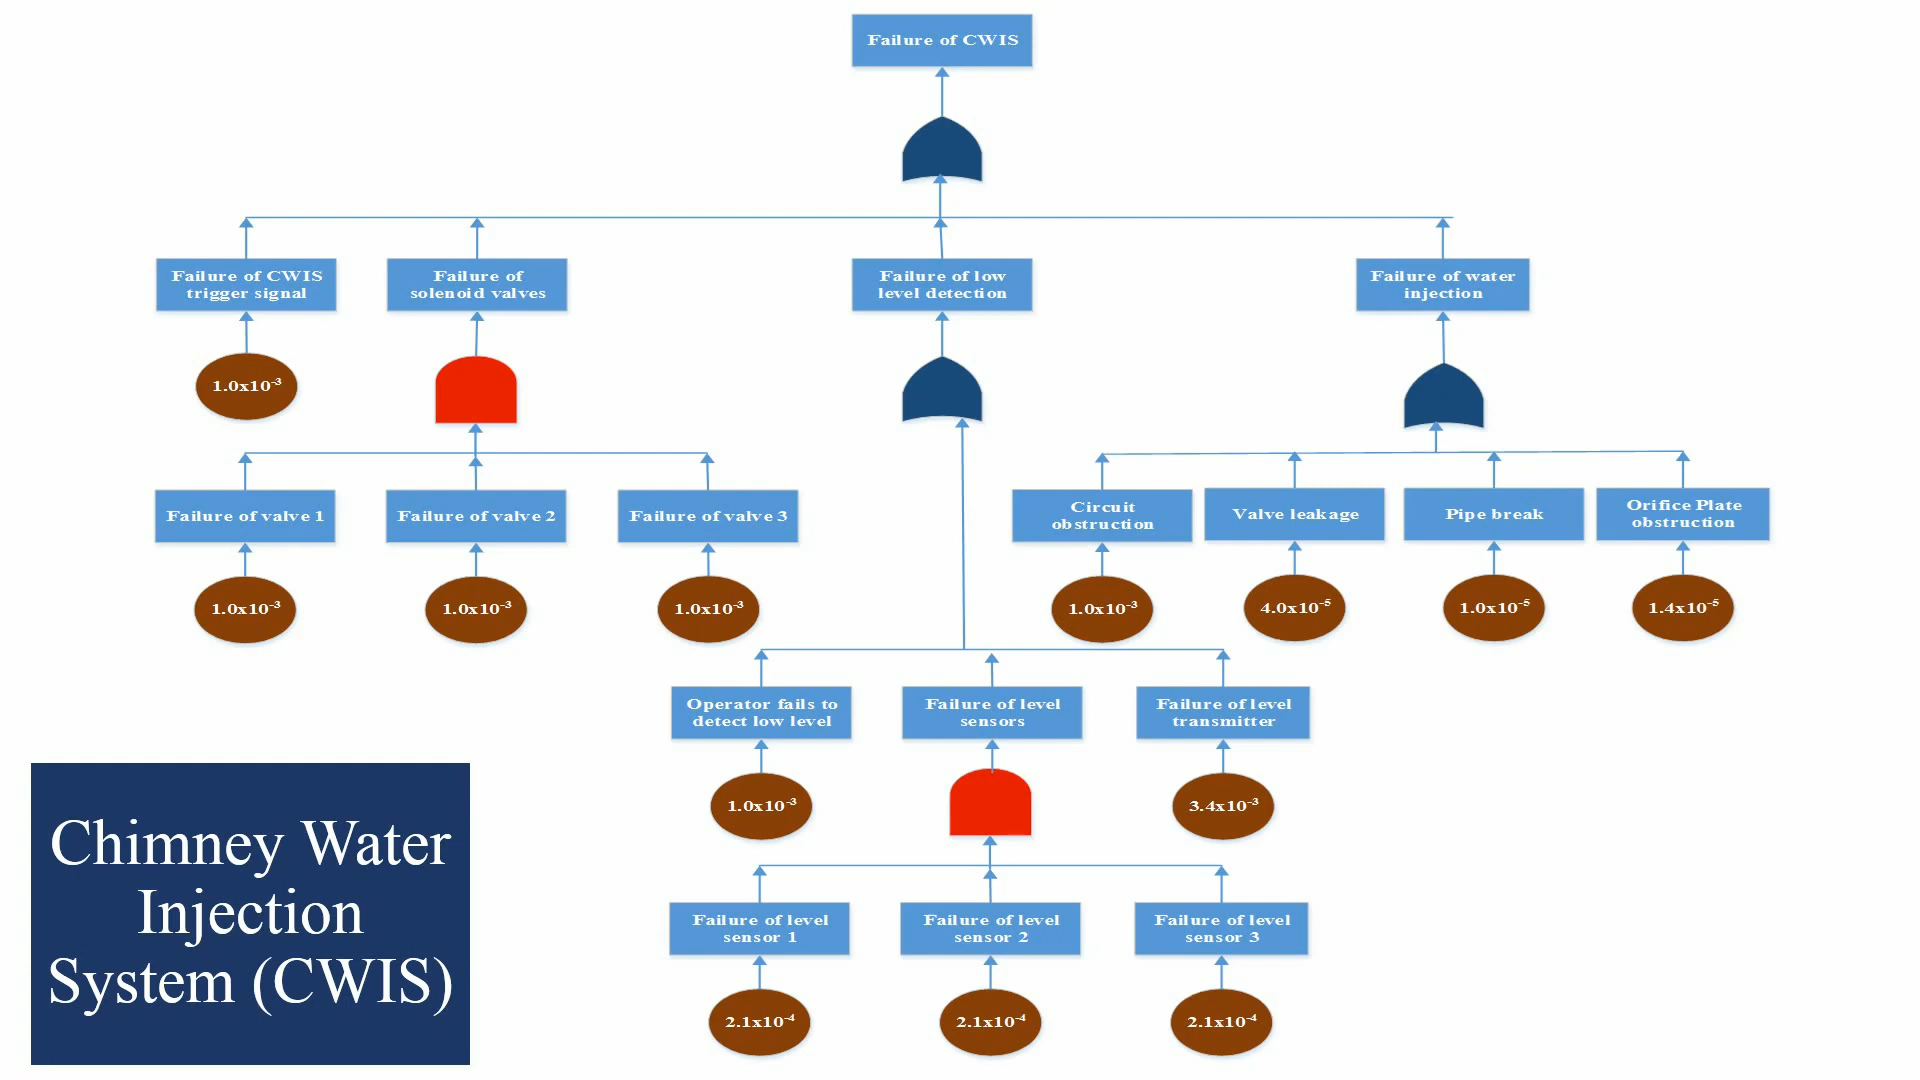 Failure of CWIS
Failure of CWIS
trigger signal
Failure of
solenoid valves
Failure of low
level detection
Failure of water
injection
1.0x10⁻³
Failure of valve 1
Failure of valve 2
Failure of valve 3
Circuit
obstruction
Valve leakage
Pipe break
Orifice Plate
obstruction
1.0x10⁻³
1.0x10⁻³
1.0x10⁻³
1.0x10⁻³
4.0x10⁻⁵
1.0x10⁻⁵
1.4x10⁻⁵
Operator fails to
detect low level
Failure of level
sensors
Failure of level
transmitter
1.0x10⁻³
3.4x10⁻³
Failure of level
sensor 1
Failure of level
sensor 2
Failure of level
sensor 3
2.1x10⁻⁴
2.1x10⁻⁴
2.1x10⁻⁴
Chimney Water
Injection
System (CWIS)